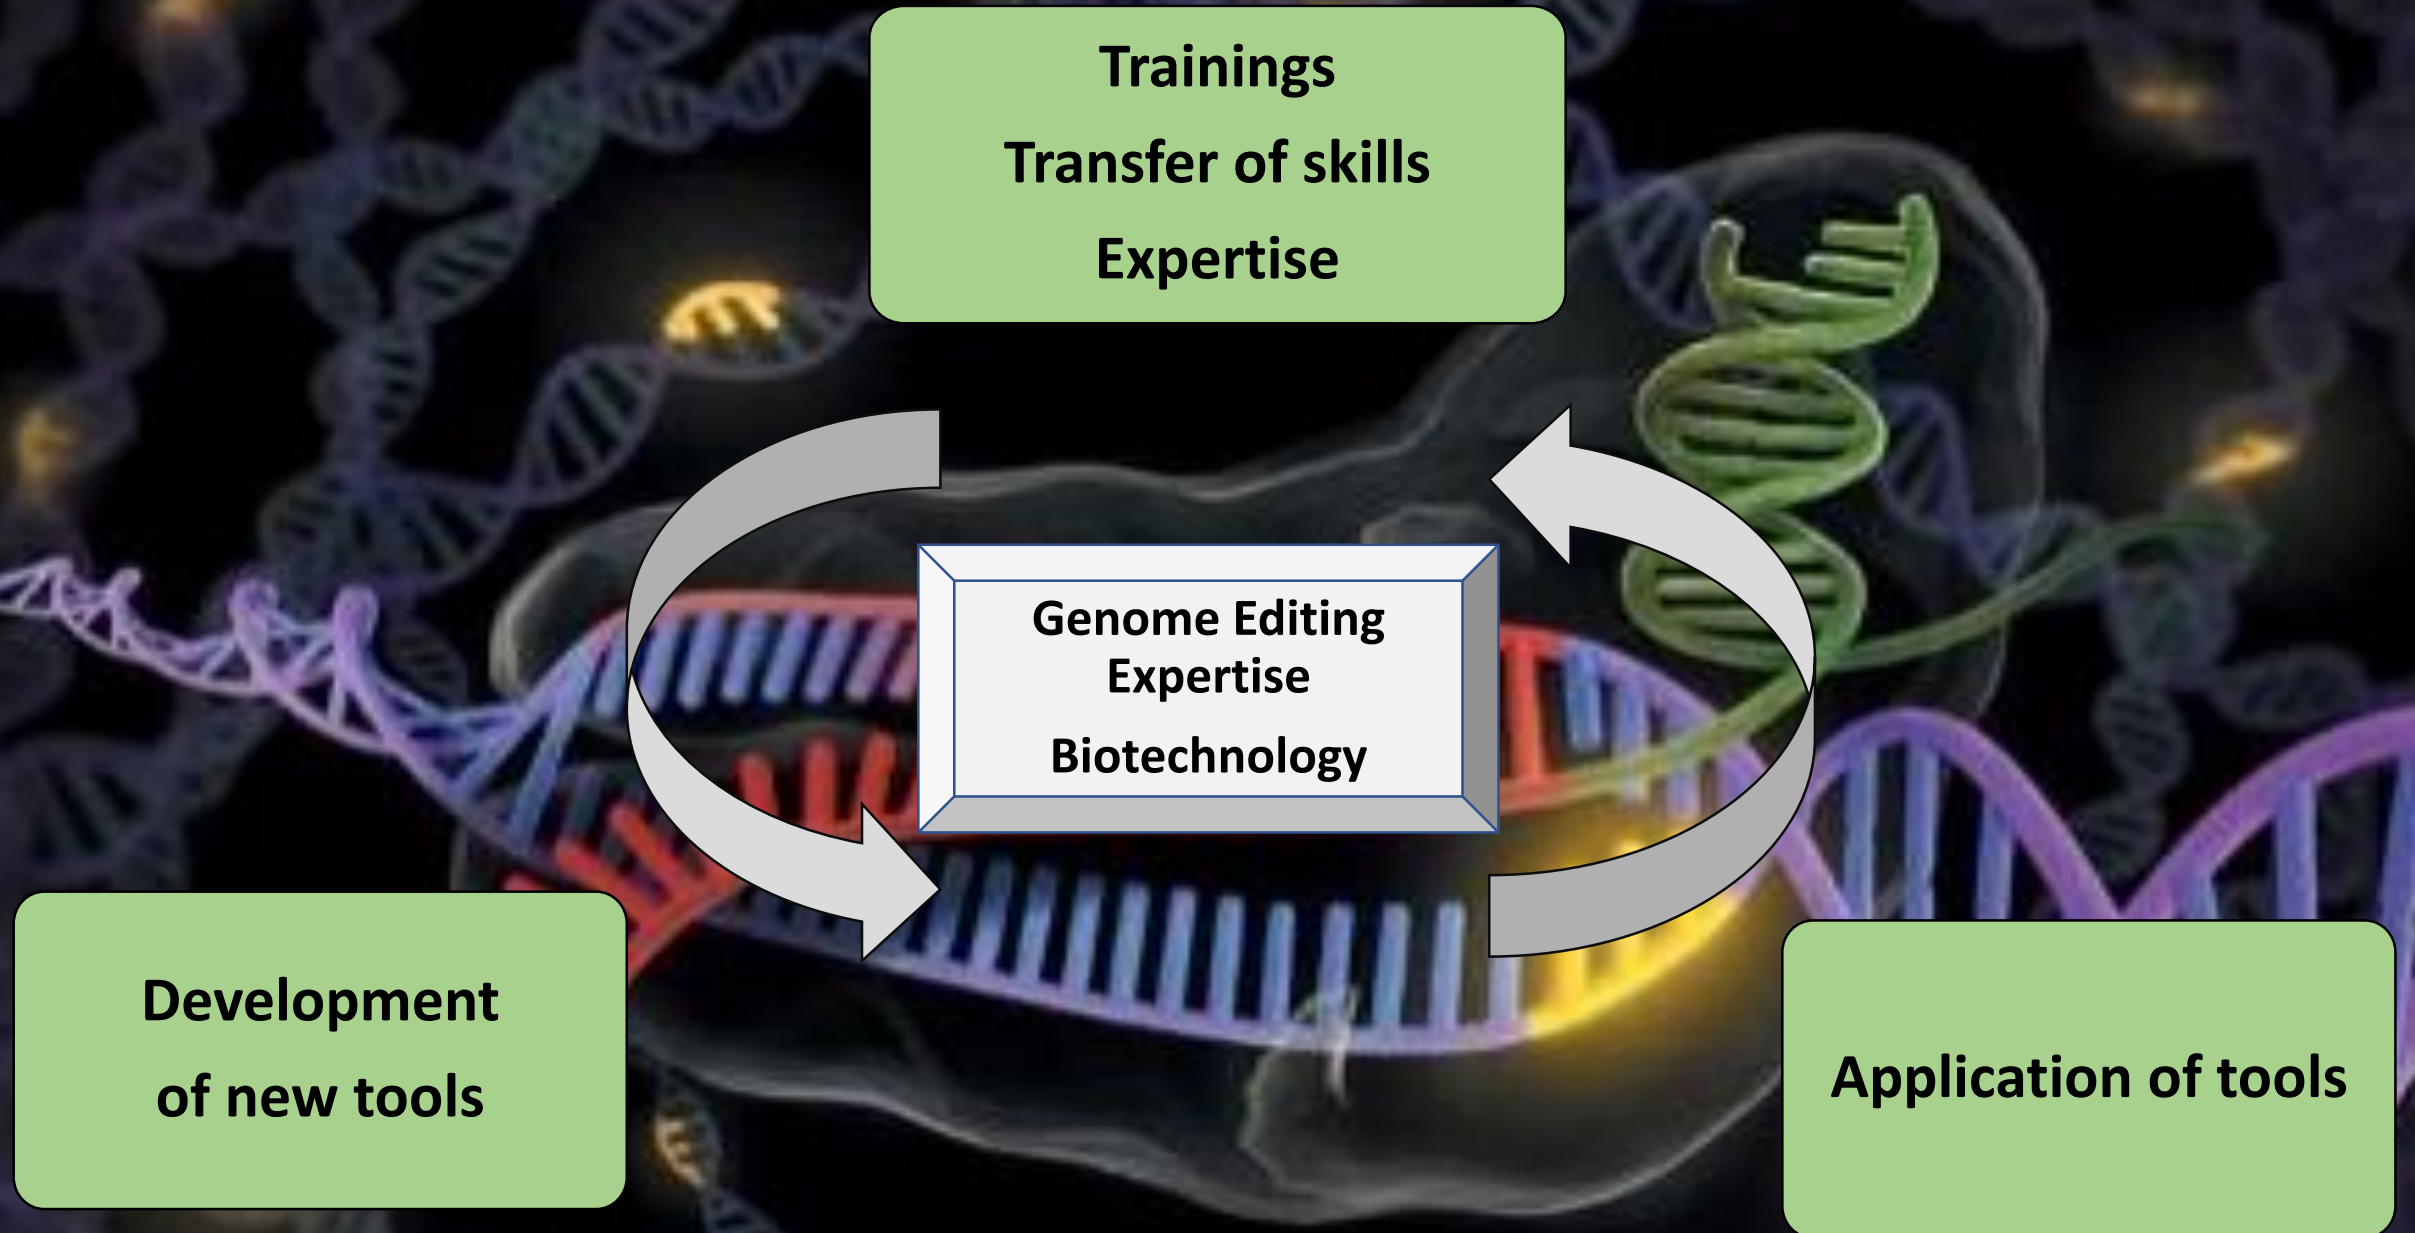 Trainings
Transfer of skills
Expertise
Genome Editing
Expertise
Biotechnology
Development
of new tools
Application of tools